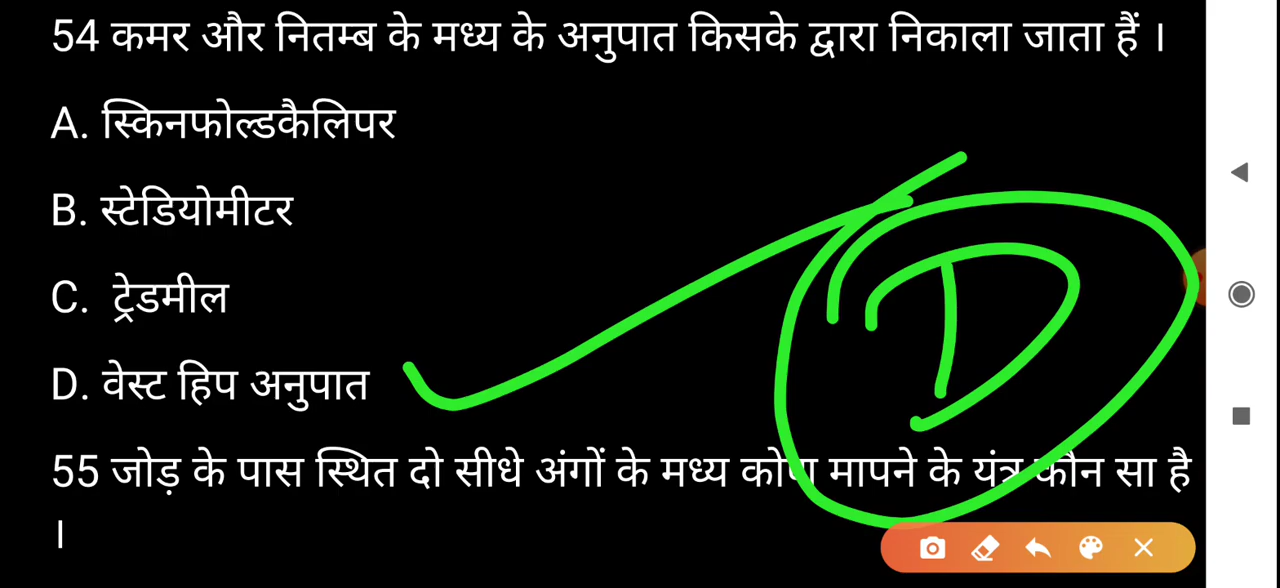 54 कमर और नितम्ब के मध्य के अनुपात किसके द्वारा निकाला जाता हैं ।
A. स्किनफोल्डकैलिपर
B. स्टेडियोमीटर
C. ट्रेडमील
D. वेस्ट हिप अनुपात
D
55 जोड़ के पास स्थित दो सीधे अंगों के मध्य कोण मापने के यंत्र कौन सा है
।